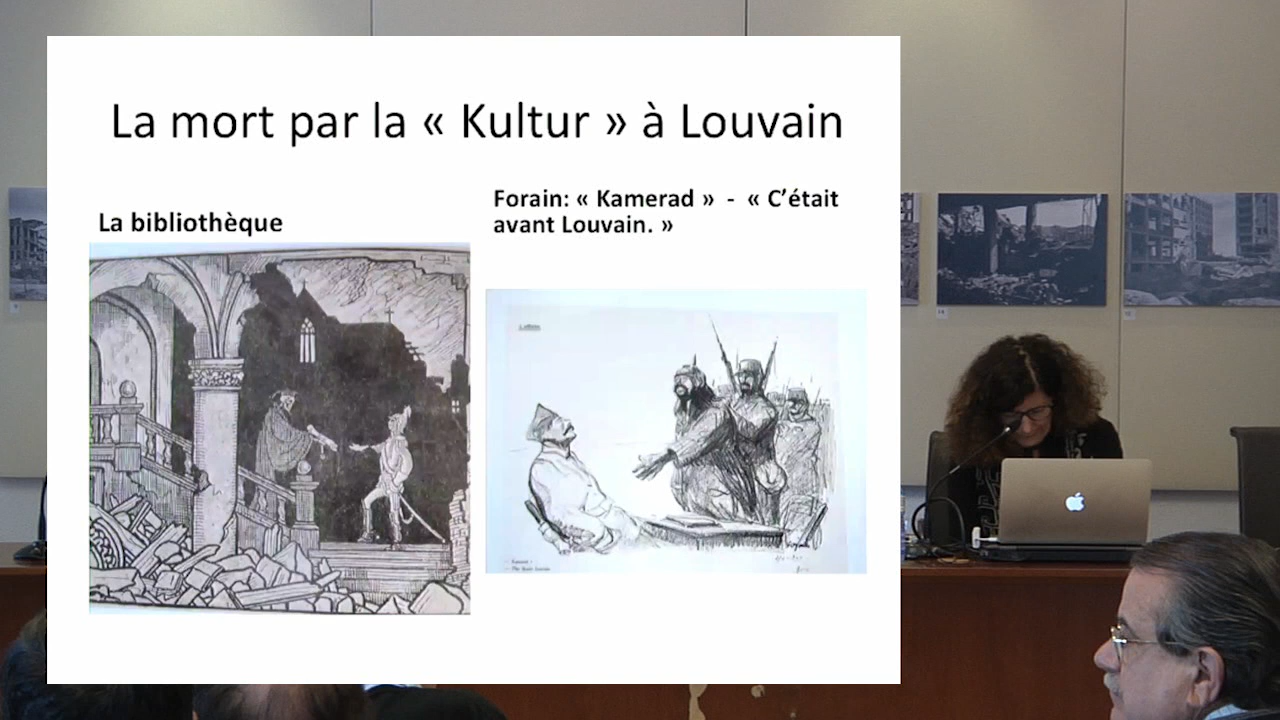 La mort par la « Kultur » à Louvain
La bibliothèque
Forain: « Kamerad » - « C’était
avant Louvain. »